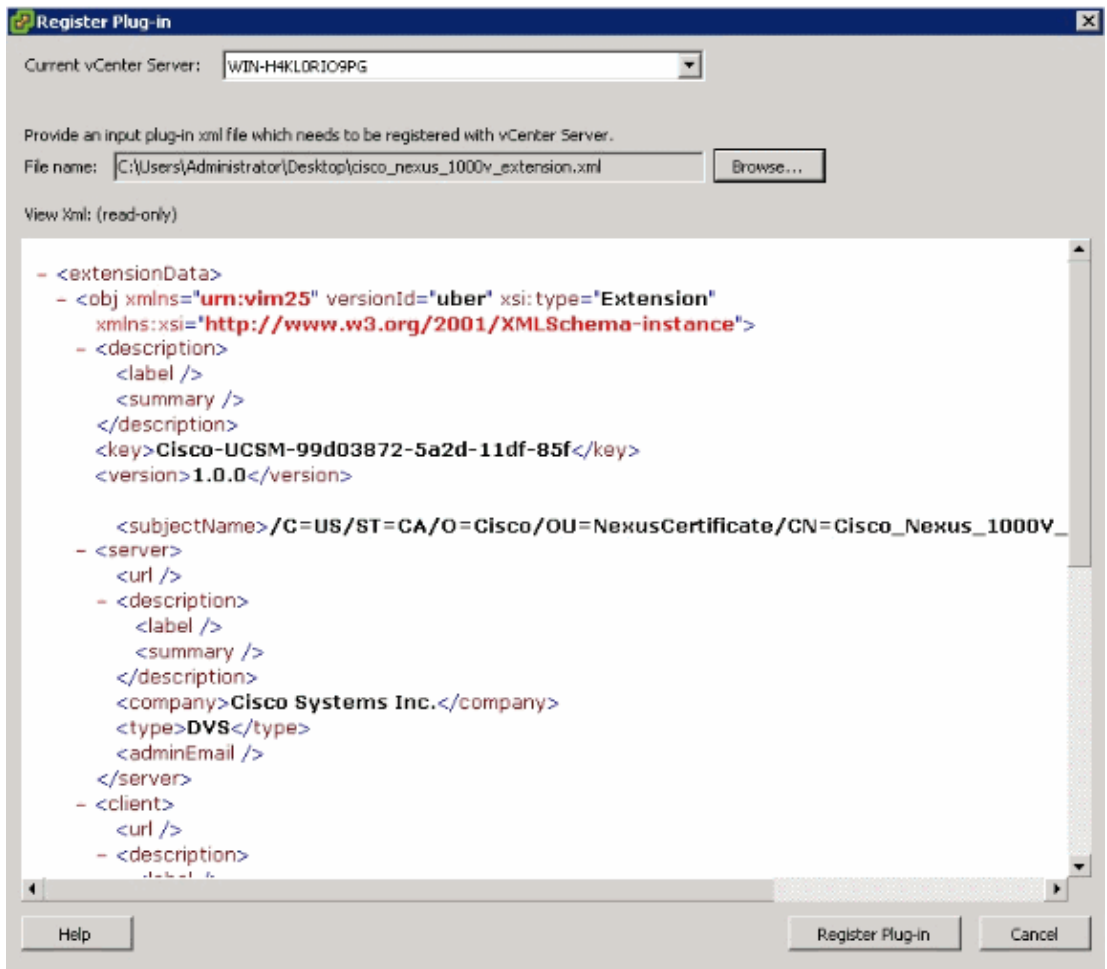 Register Plug-in
Current vCenter Server: WIN-H4KL0RIO9PG
Provide an input plug-in xml file which needs to be registered with vCenter Server.
File name: C:\Users\Administrator\Desktop\cisco_nexus_1000v_extension.xml Browse...
View Xml: (read-only)
- <extensionData>
- <obj xmlns="urn:vim25" versionId="uber" xsi:type="Extension"
xmlns:xsi="http://www.w3.org/2001/XMLSchema-instance">
- <description>
<label />
<summary />
</description>
<key>Cisco-UCSM-99d03872-5a2d-11df-85f</key>
<version>1.0.0</version>
<subjectName>/C=US/ST=CA/O=Cisco/OU=NexusCertificate/CN=Cisco_Nexus_1000V_
- <server>
<url />
- <description>
<label />
<summary />
</description>
<company>Cisco Systems Inc.</company>
<type>DVS</type>
<adminEmail />
</server>
- <client>
<url />
- <description>
Help Register Plug-in Cancel